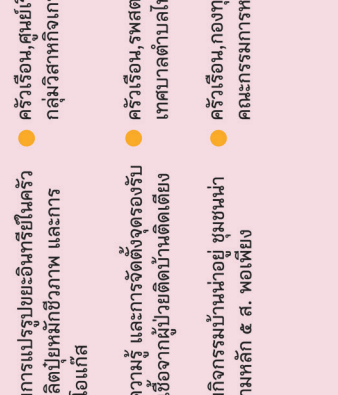 การแปรรูปขยะอินทรีย์ในครัว
ลิตปุ๋ยหมักชีวภาพ และการ
โอแก๊ส
ครัวเรือน,ศูนย์เ
กลุ่มวิสาหกิจเก
ความรู้ และการจัดตั้งจุดรองรับ
เชื้อจากผู้ป่วยติดบ้านติดเตียง
ครัวเรือน,รพสต
เทศบาลตำบลไ
กิจกรรมบ้านน่าอยู่ ชุมชนน่า
ามหลัก ๕ ส. พอเพียง
ครัวเรือน,กองทุ
คณะกรรมการห